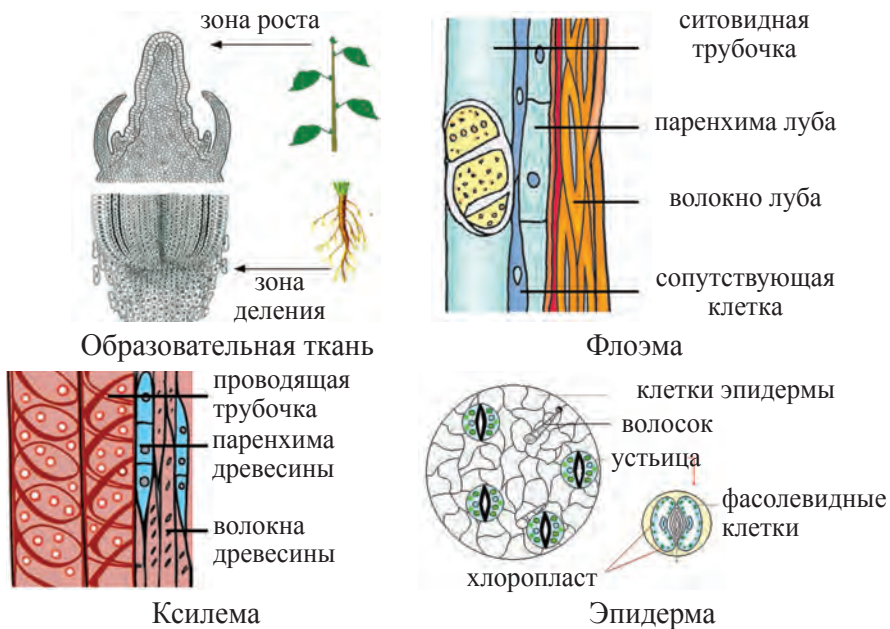 зона роста
зона
деления
Образовательная ткань
ситовидная
трубочка
паренхима луба
волокно луба
сопутствующая
клетка
Флоэма
проводящая
трубочка
паренхима
древесины
волокна
древесины
Ксилема
клетки эпидермы
волосок
устьица
фасолевидные
клетки
хлоропласт
Эпидерма